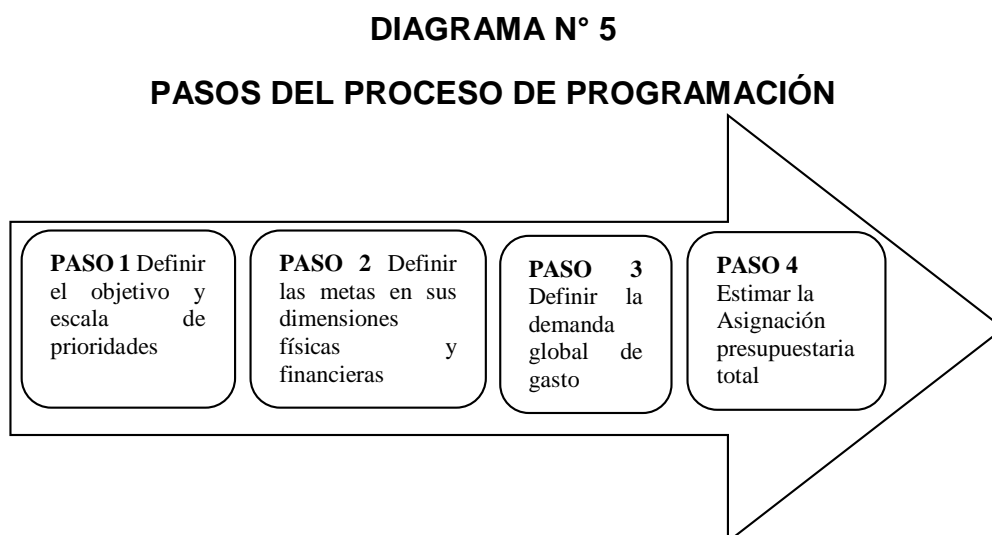 DIAGRAMA N° 5
PASOS DEL PROCESO DE PROGRAMACIÓN
PASO 1 Definir
el objetivo y
escala de
prioridades
PASO 2 Definir
las metas en sus
dimensiones
físicas y
financieras
PASO 3
Definir la
demanda
global de
gasto
PASO 4
Estimar la
Asignación
presupuestaria
total